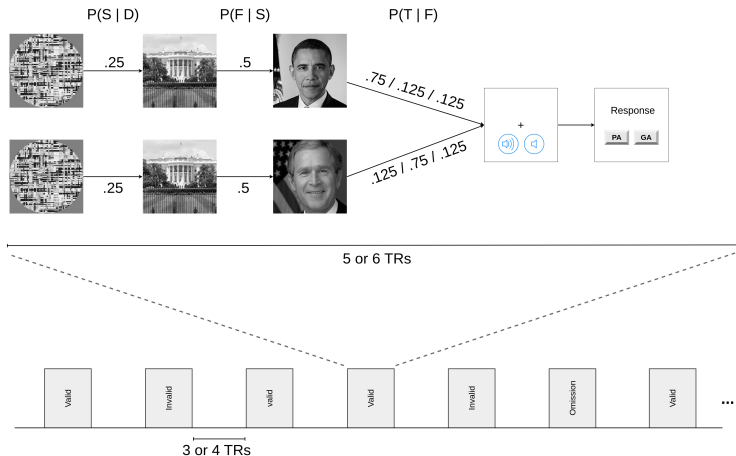 P(S | D) P(F | S) P(T | F)
.25 .5 .75 / .125 / .125
+
Response
PA GA
.25 .5 .125 / .75 / .125
5 or 6 TRs
Valid Invalid valid Valid Invalid Omission Valid ...
3 or 4 TRs